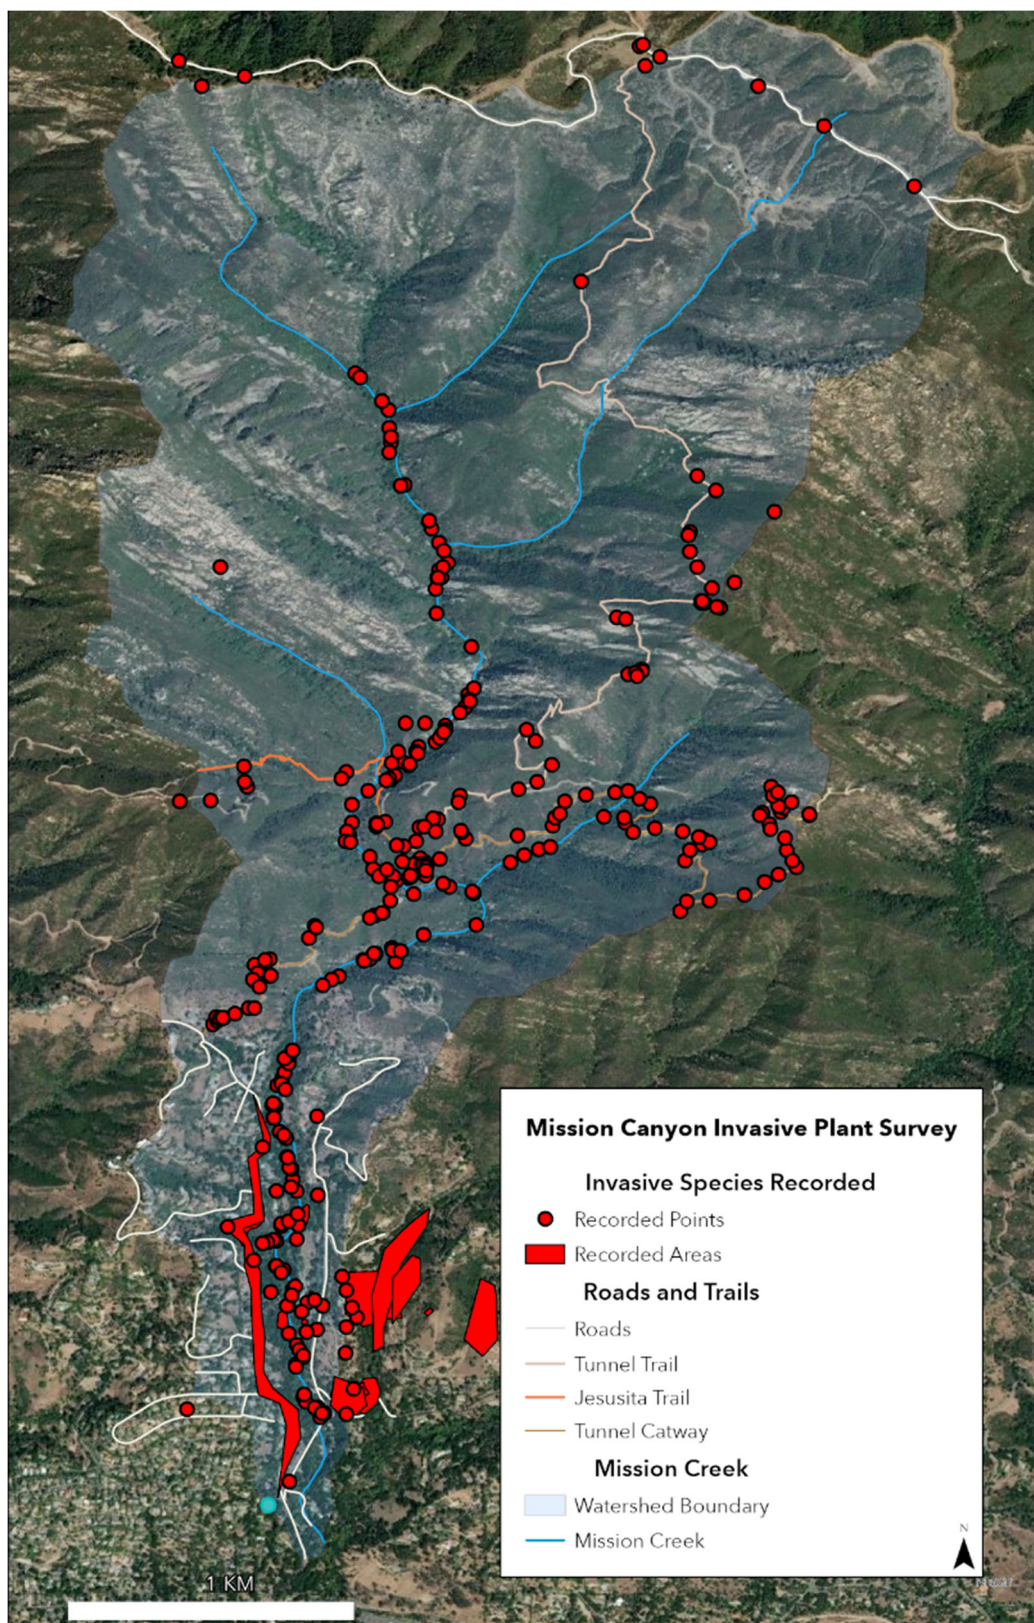 Mission Canyon Invasive Plant Survey
Invasive Species Recorded
Recorded Points
Recorded Areas
Roads and Trails
Roads
Tunnel Trail
Jesusita Trail
Tunnel Catway
Mission Creek
Watershed Boundary
Mission Creek
N
1 KM